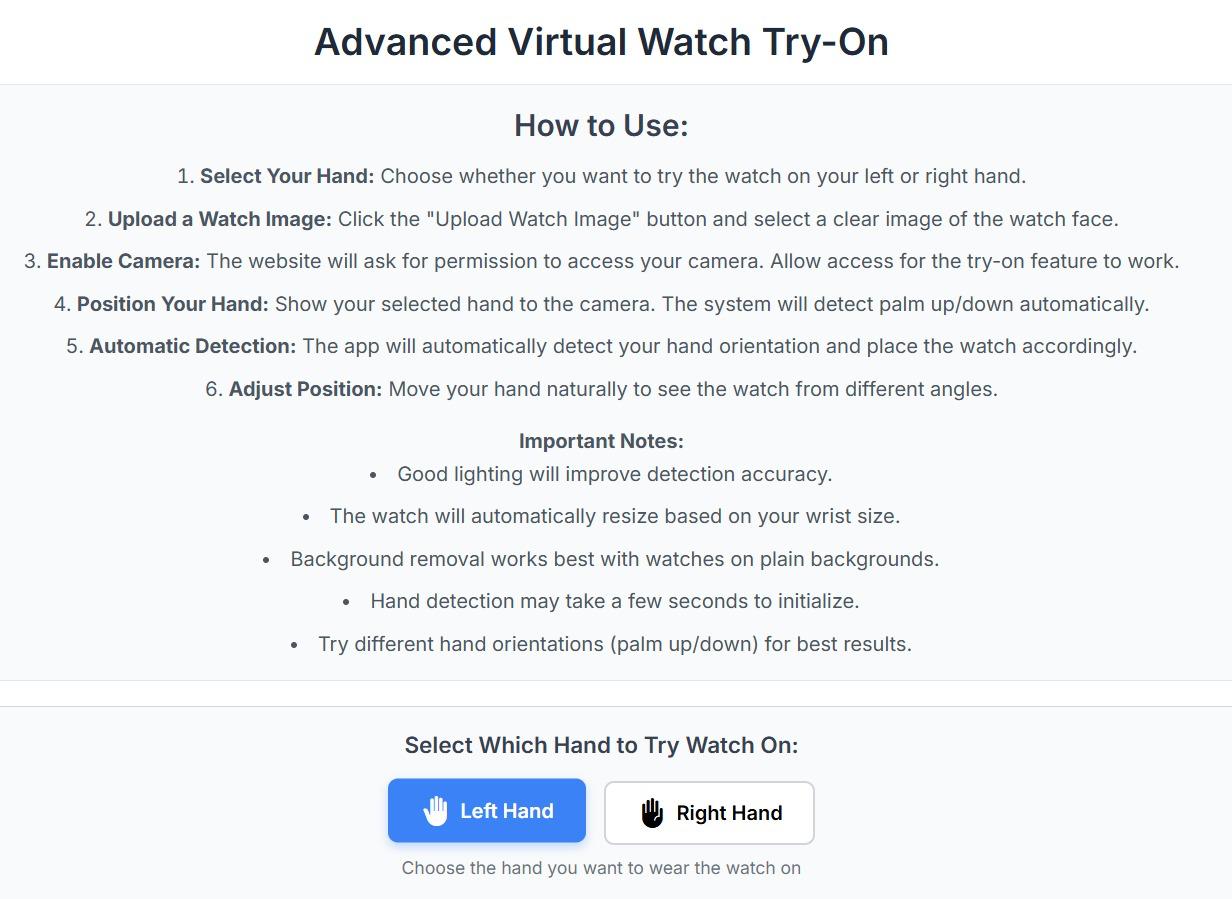 Advanced Virtual Watch Try-On
How to Use:
1. Select Your Hand: Choose whether you want to try the watch on your left or right hand.
2. Upload a Watch Image: Click the "Upload Watch Image" button and select a clear image of the watch face.
3. Enable Camera: The website will ask for permission to access your camera. Allow access for the try-on feature to work.
4. Position Your Hand: Show your selected hand to the camera. The system will detect palm up/down automatically.
5. Automatic Detection: The app will automatically detect your hand orientation and place the watch accordingly.
6. Adjust Position: Move your hand naturally to see the watch from different angles.
Important Notes:
• Good lighting will improve detection accuracy.
• The watch will automatically resize based on your wrist size.
• Background removal works best with watches on plain backgrounds.
• Hand detection may take a few seconds to initialize.
• Try different hand orientations (palm up/down) for best results.
Select Which Hand to Try Watch On:
Left Hand
Right Hand
Choose the hand you want to wear the watch on